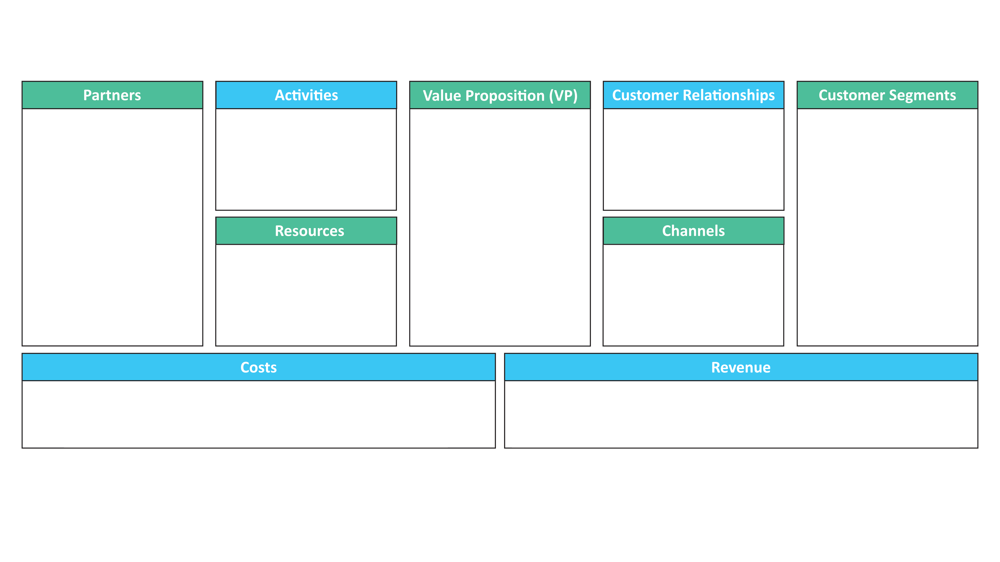 Partners
Activities
Value Proposition (VP)
Customer Relationships
Customer Segments
Resources
Channels
Costs
Revenue